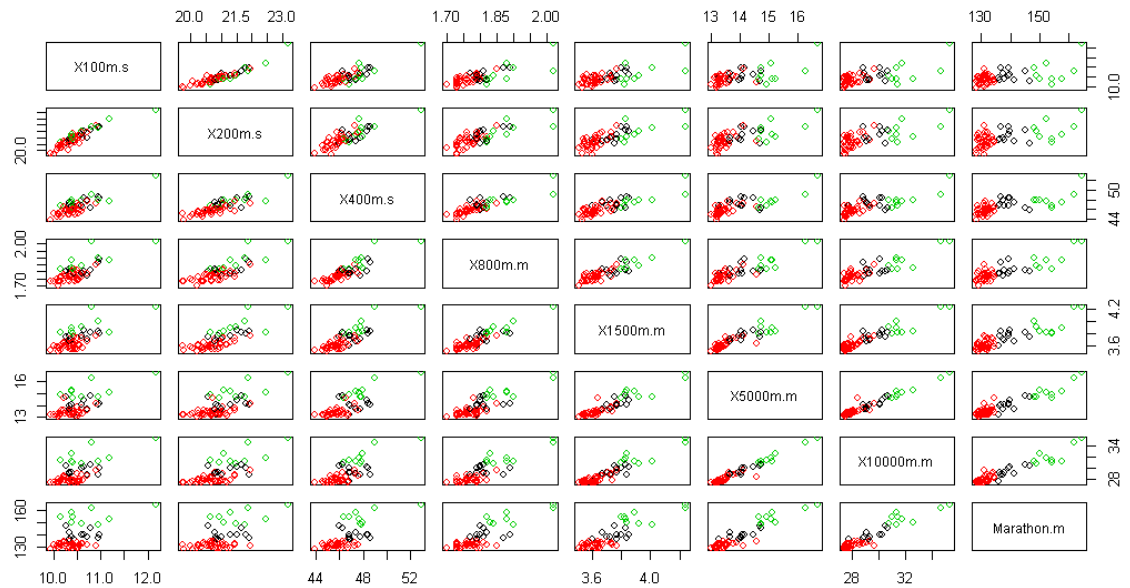 20.0 21.5 23.0 1.70 1.85 2.00 13 14 15 16 130 150
X100m.s 10.0
20.0 X200m.s
X400m.s 44 50
1.70 2.00 X800m.m
X1500m.m 3.6 4.2
13 16 X5000m.m
X10000m.m 28 34
130 160 Marathon.m
10.0 11.0 12.0 44 48 52 3.6 4.0 28 32